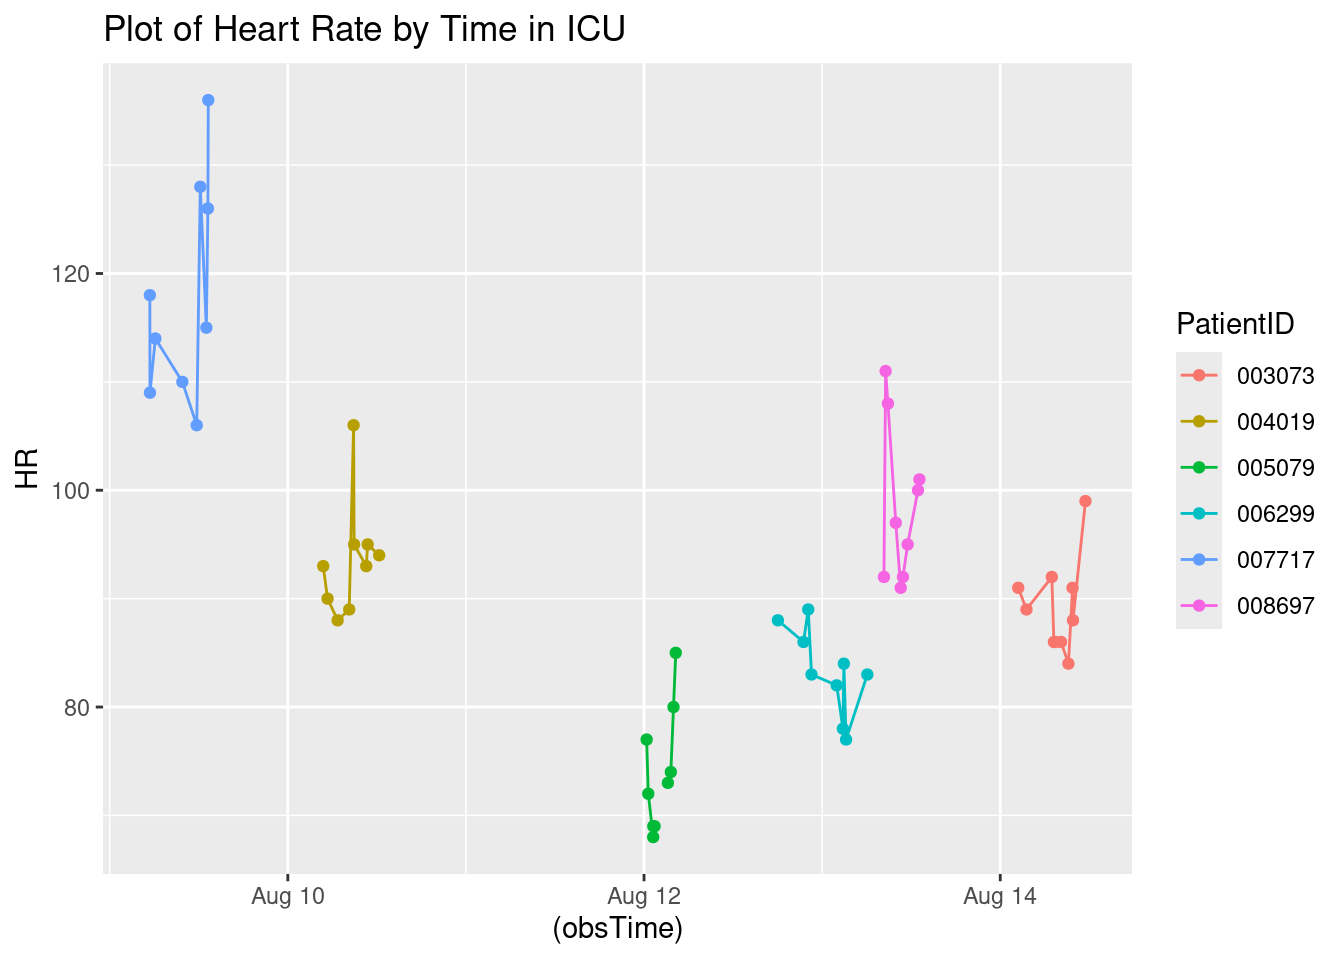 Plot of Heart Rate by Time in ICU
HR
120
100
80
Aug 10
Aug 12
Aug 14
(obsTime)
PatientID
003073
004019
005079
006299
007717
008697